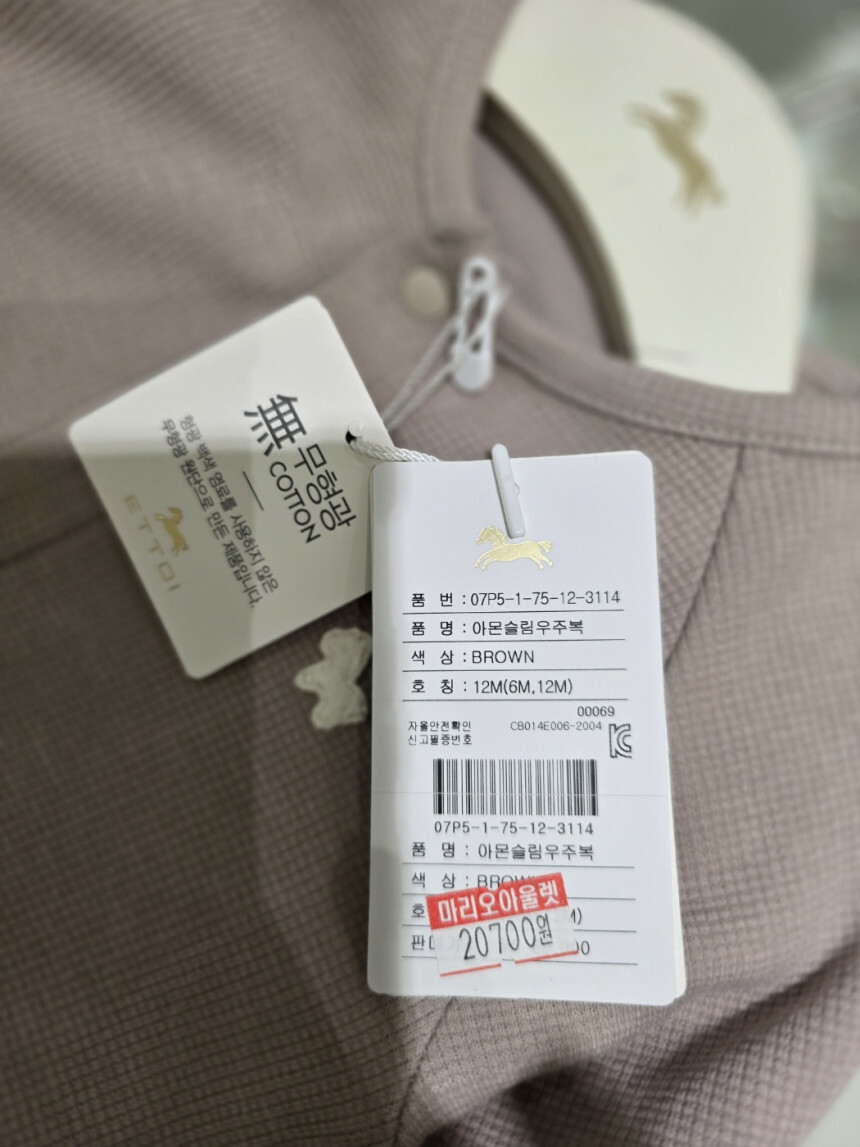 無 무형광
COTTON
형광 백색 염료를 사용하지 않은
무형광 원단으로 만든 제품입니다.
ETTOI
품 번 : 07P5-1-75-12-3114
품 명 : 아몬슬림우주복
색 상 : BROWN
호 칭 : 12M(6M,12M)
00069
자율안전확인 CB014E006-2004
신고필증번호
07P5-1-75-12-3114
품 명 : 아몬슬림우주복
색 상 : BROWN
호
마리오아울렛
20700원